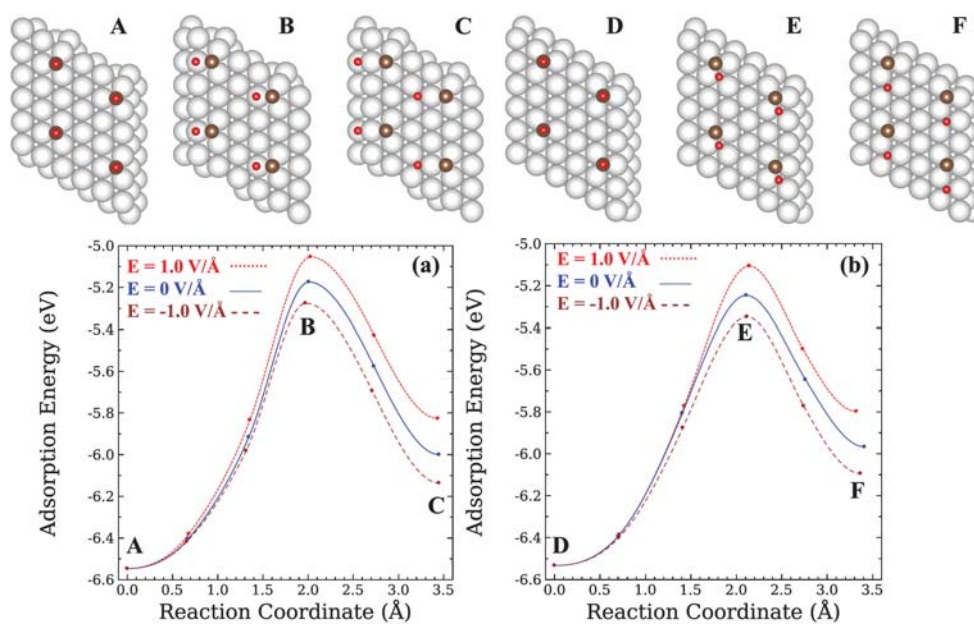 A B C D E F
E = 1.0 V/Å
E = 0 V/Å
E = -1.0 V/Å
(a)
A
B
C
Adsorption Energy (eV)
-5.0
-5.2
-5.4
-5.6
-5.8
-6.0
-6.2
-6.4
-6.6
0.0 0.5 1.0 1.5 2.0 2.5 3.0 3.5
Reaction Coordinate (Å)
E = 1.0 V/Å
E = 0 V/Å
E = -1.0 V/Å
(b)
D
E
F
Adsorption Energy (eV)
-5.0
-5.2
-5.4
-5.6
-5.8
-6.0
-6.2
-6.4
-6.6
0.0 0.5 1.0 1.5 2.0 2.5 3.0 3.5
Reaction Coordinate (Å)